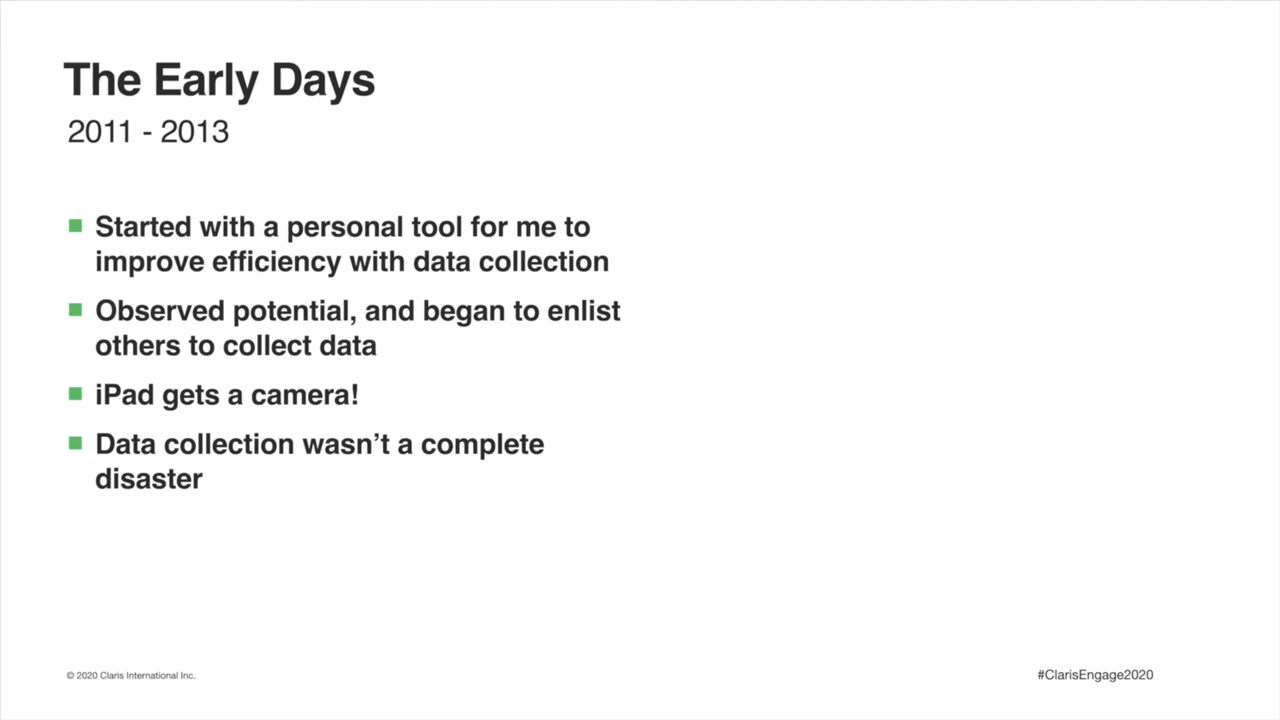 The Early Days
2011 - 2013
Started with a personal tool for me to
improve efficiency with data collection
Observed potential, and began to enlist
others to collect data
iPad gets a camera!
Data collection wasn’t a complete
disaster
© 2020 Claris International Inc.
#ClarisEngage2020